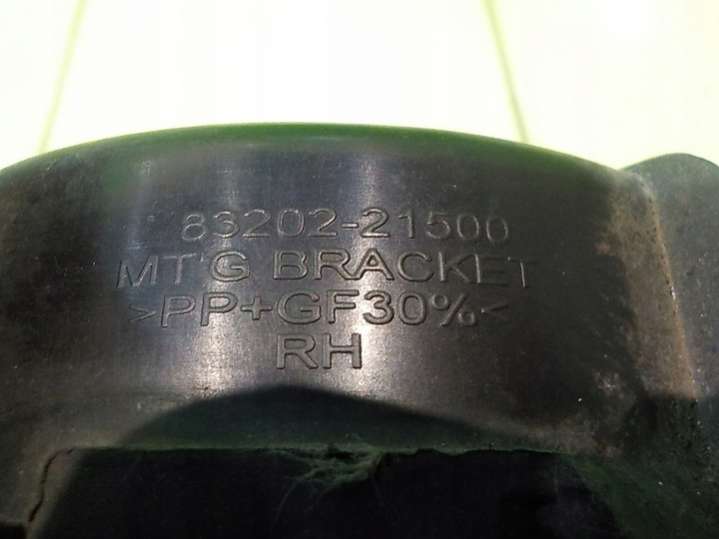 83202-21500
MT'G BRACKET
>PP+GF30%<
RH